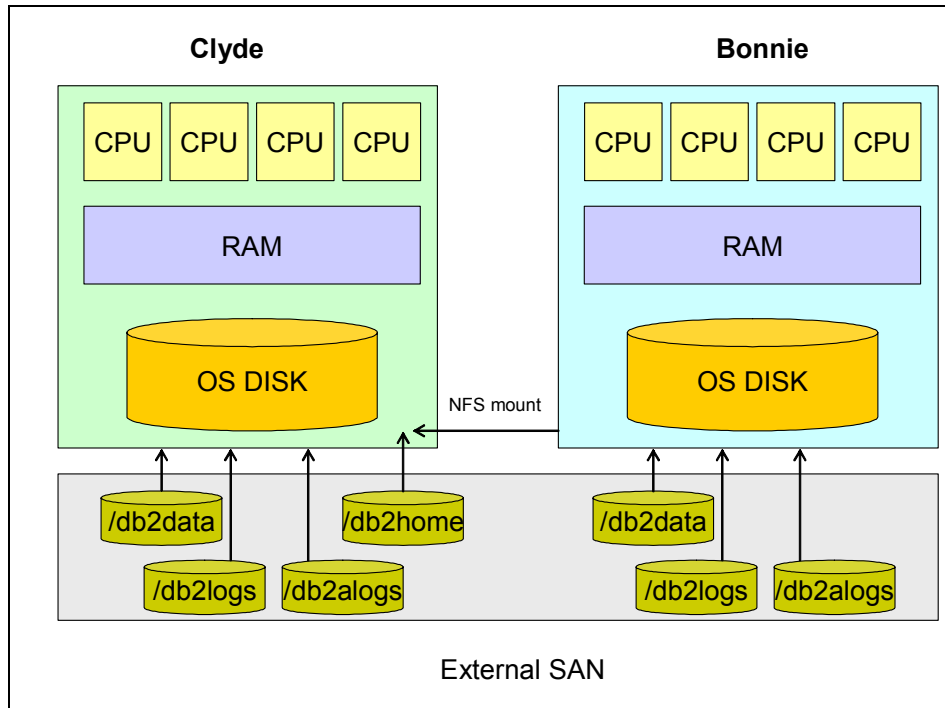 Clyde
Bonnie
CPU CPU CPU CPU
CPU CPU CPU CPU
RAM
RAM
OS DISK
OS DISK
NFS mount
/db2data
/db2home
/db2data
/db2logs
/db2alogs
/db2logs
/db2alogs
External SAN